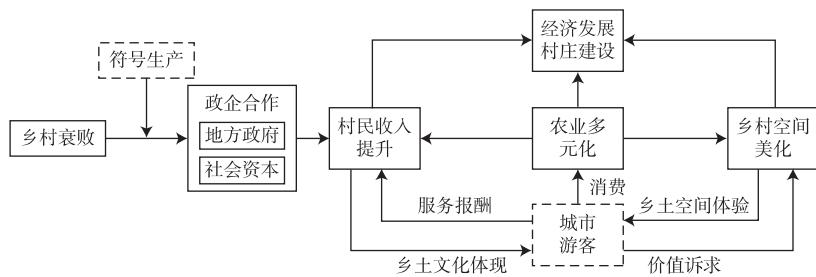 符号生产
乡村衰败
政企合作
地方政府
社会资本
村民收入
提升
经济发展
村庄建设
农业多
元化
乡村空间
美化
消费
服务报酬
乡土空间体验
城市
游客
乡土文化体现
价值诉求